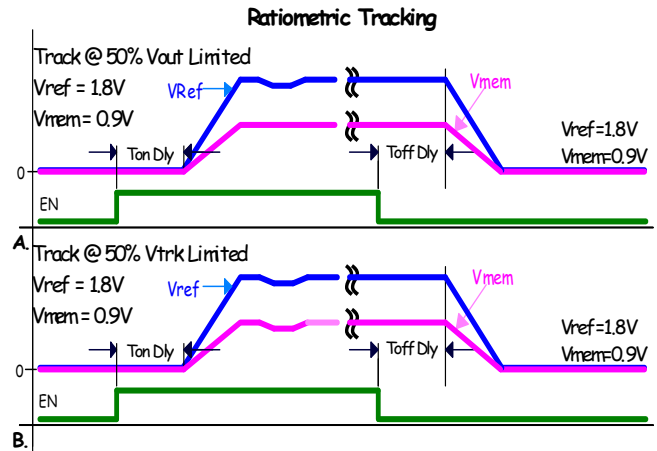 Ratiometric Tracking
Track @ 50% Vout Limited
Vref = 1.8V
VRef
Vmem
Vmem = 0.9V
Vref=1.8V
Vmem=0.9V
Ton Dly
Toff Dly
0
EN
A.
Track @ 50% Vtrk Limited
Vref = 1.8V
Vref
Vmem
Vmem = 0.9V
Vref=1.8V
Vmem=0.9V
Ton Dly
Toff Dly
0
EN
B.